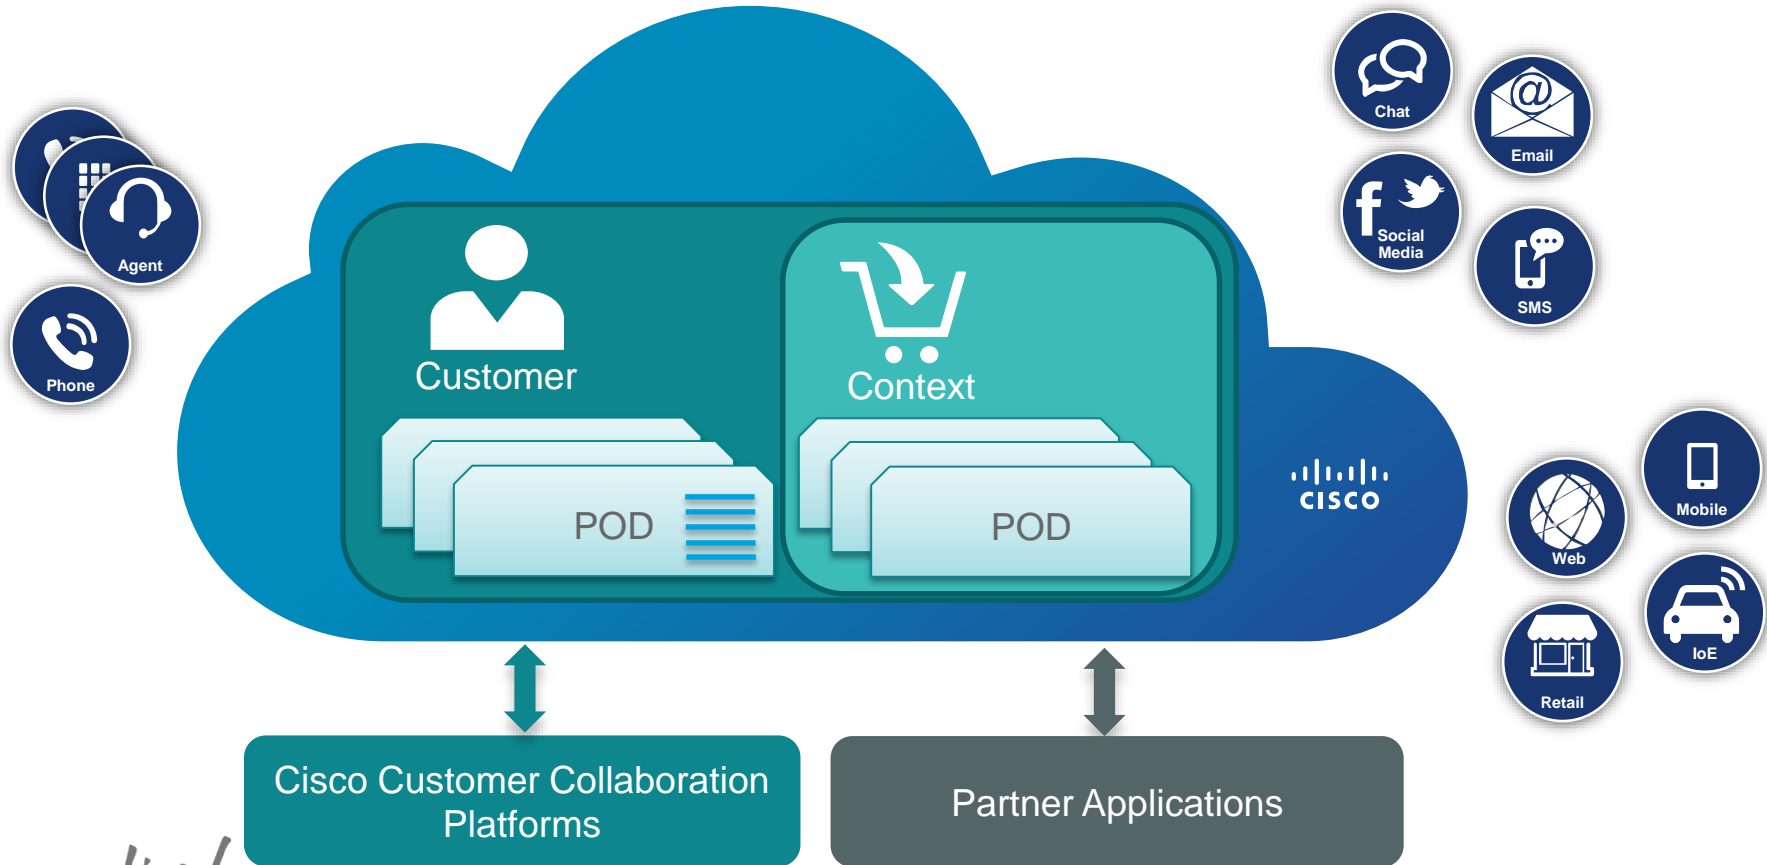 Chat
@
Email
f
Social
Media
SMS
Agent
Phone
Customer
Context
POD
POD
CISCO
Mobile
Web
IoE
Retail
Cisco Customer Collaboration
Platforms
Partner Applications